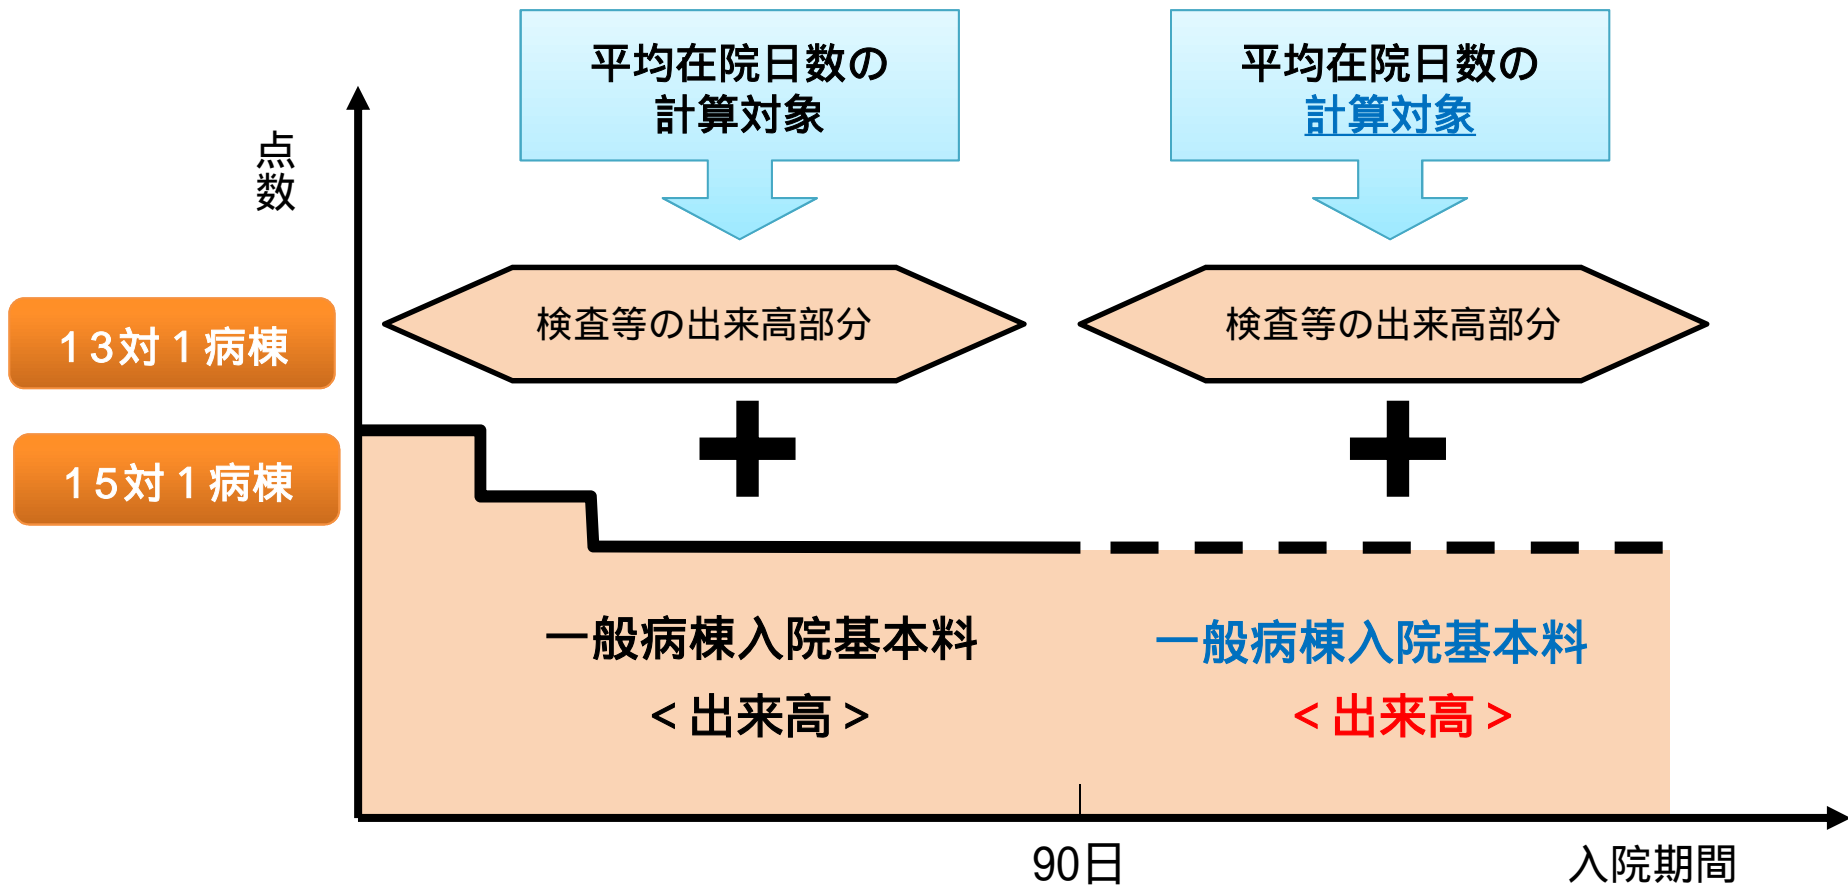 平均在院日数の
計算対象
平均在院日数の
計算対象
点数
検査等の出来高部分
検査等の出来高部分
13対1病棟
15対1病棟
一般病棟入院基本料
＜出来高＞
一般病棟入院基本料
＜出来高＞
90日
入院期間